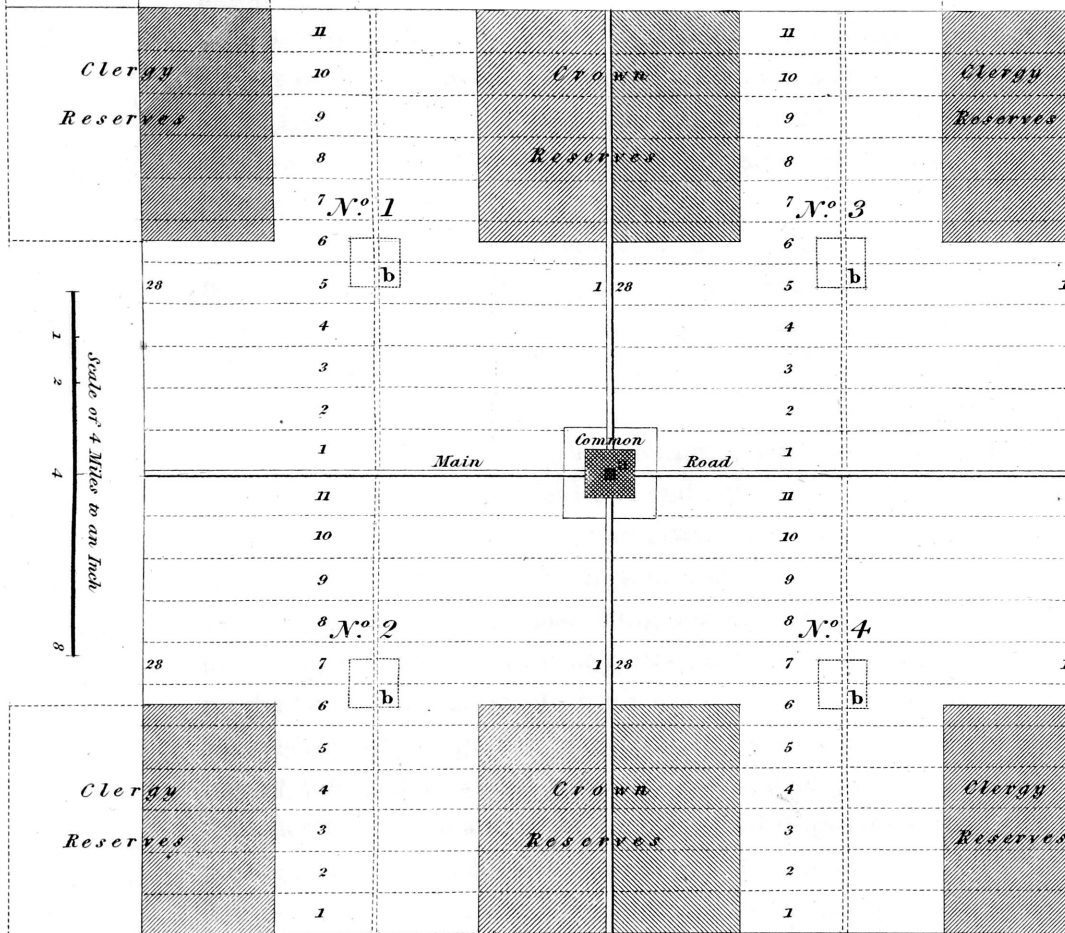 11 11
Clergy 10 Crown 10 Clergy
Reserves 9 9 Reserves
8 Reserves 8
7 7
Nº. 1 Nº. 3
6 6
b b
28 5 1 28 5 1
4 4
3 3
2 2
Common
1 1
Main a Road
11 11
10 10
9 9
8 8
Nº. 2 Nº. 4
28 7 1 28 7 1
b b
6 6
5 5
Clergy 4 Crown 4 Clergy
Reserves 3 Reserves 3 Reserves
2 2
1 1
1
2
4
8
Scale of 4 Miles to an Inch